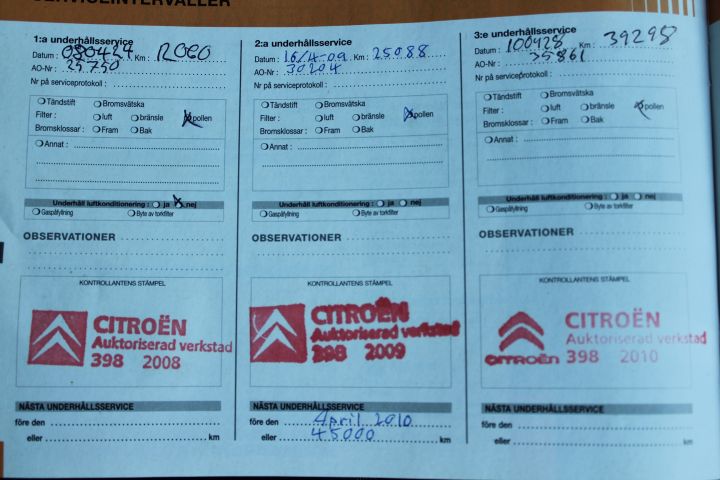 SERVICEINTERVALLER
1:a underhållsservice
Datum : 080424 Km :
AO-Nr : 25750
Nr på serviceprotokoll :
Tändstift Bromsvätska
Filter : luft bränsle pollen
Bromsklossar : Fram Bak
Annat :
Underhåll luftkonditionering : ja nej
Gaspåfyllning Byte av torkfilter
OBSERVATIONER
KONTROLLANTENS STÄMPEL
CITROËN
Auktoriserad verkstad
398 2008
NÄSTA UNDERHÅLLSSERVICE
före den
eller km
2:a underhållsservice
Datum : 16/4-09 Km : 25088
AO-Nr : 30204
Nr på serviceprotokoll :
Tändstift Bromsvätska
Filter : luft bränsle pollen
Bromsklossar : Fram Bak
Annat :
Underhåll luftkonditionering : ja nej
Gaspåfyllning Byte av torkfilter
OBSERVATIONER
KONTROLLANTENS STÄMPEL
CITROËN
Auktoriserad verkstad
398 2009
NÄSTA UNDERHÅLLSSERVICE
före den April 2010
eller 45000 km
3:e underhållsservice
Datum : 100428 Km : 39298
AO-Nr : 35861
Nr på serviceprotokoll :
Tändstift Bromsvätska
Filter : luft bränsle pollen
Bromsklossar : Fram Bak
Annat :
Underhåll luftkonditionering : ja nej
Gaspåfyllning Byte av torkfilter
OBSERVATIONER
KONTROLLANTENS STÄMPEL
CITROËN
Auktoriserad verkstad
CITROËN 398 2010
NÄSTA UNDERHÅLLSSERVICE
före den
eller km